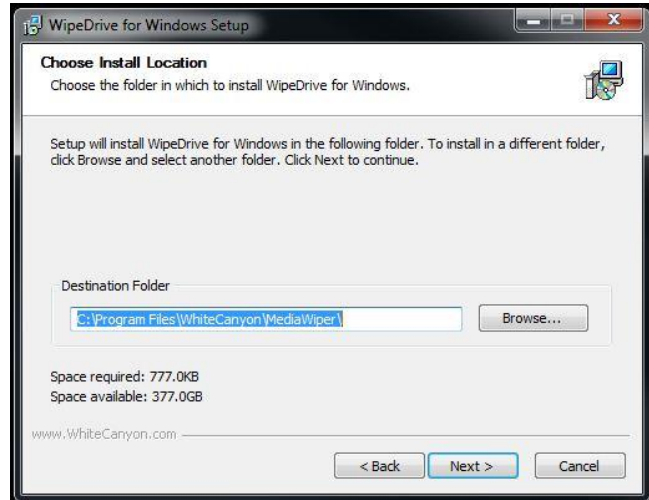 WipeDrive for Windows Setup
Choose Install Location
Choose the folder in which to install WipeDrive for Windows.
Setup will install WipeDrive for Windows in the following folder. To install in a different folder,
click Browse and select another folder. Click Next to continue.
Destination Folder
C:\Program Files\WhiteCanyon\MediaWiper\
Browse...
Space required: 777.0KB
Space available: 377.0GB
www.WhiteCanyon.com
< Back
Next >
Cancel